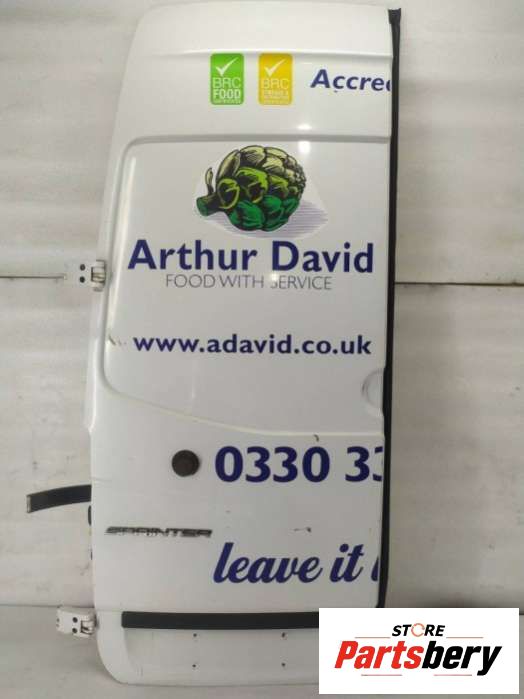 BRC
FOOD
BRC
Accred
Arthur David
FOOD WITH SERVICE
www.adavid.co.uk
0330 33
SPRINTER
leave it
STORE
Partsbery